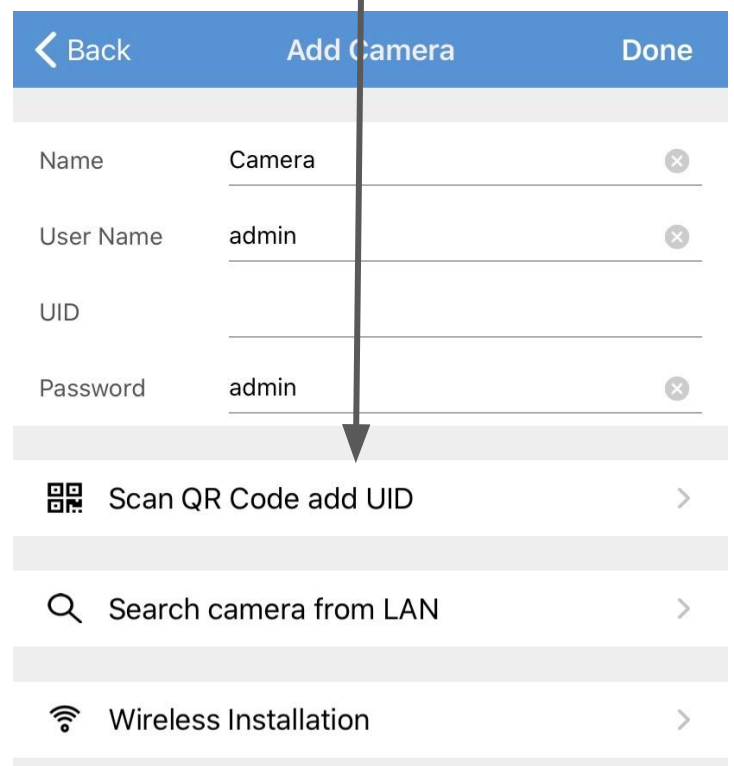 Back Add Camera Done
Name Camera
User Name admin
UID
Password admin
Scan QR Code add UID
Search camera from LAN
Wireless Installation